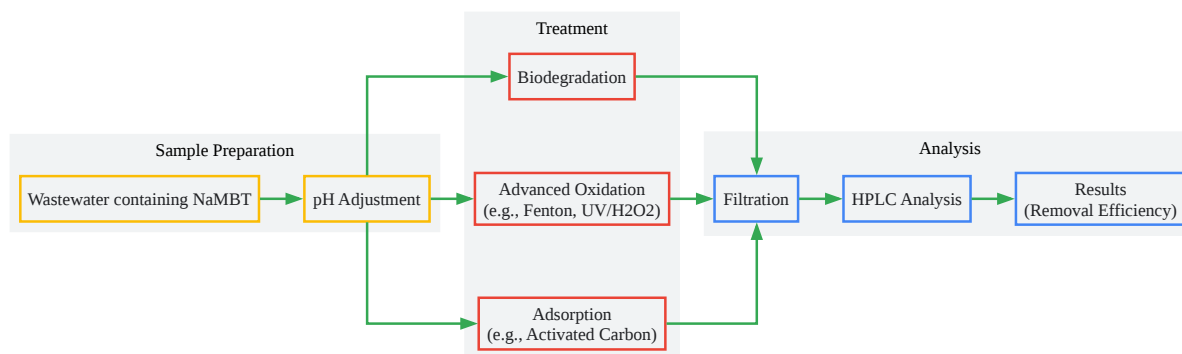 Treatment
Biodegradation
Sample Preparation
Analysis
Wastewater containing NaMBT
pH Adjustment
Advanced Oxidation
(e.g., Fenton, UV/H2O2)
Filtration
HPLC Analysis
Results
(Removal Efficiency)
Adsorption
(e.g., Activated Carbon)